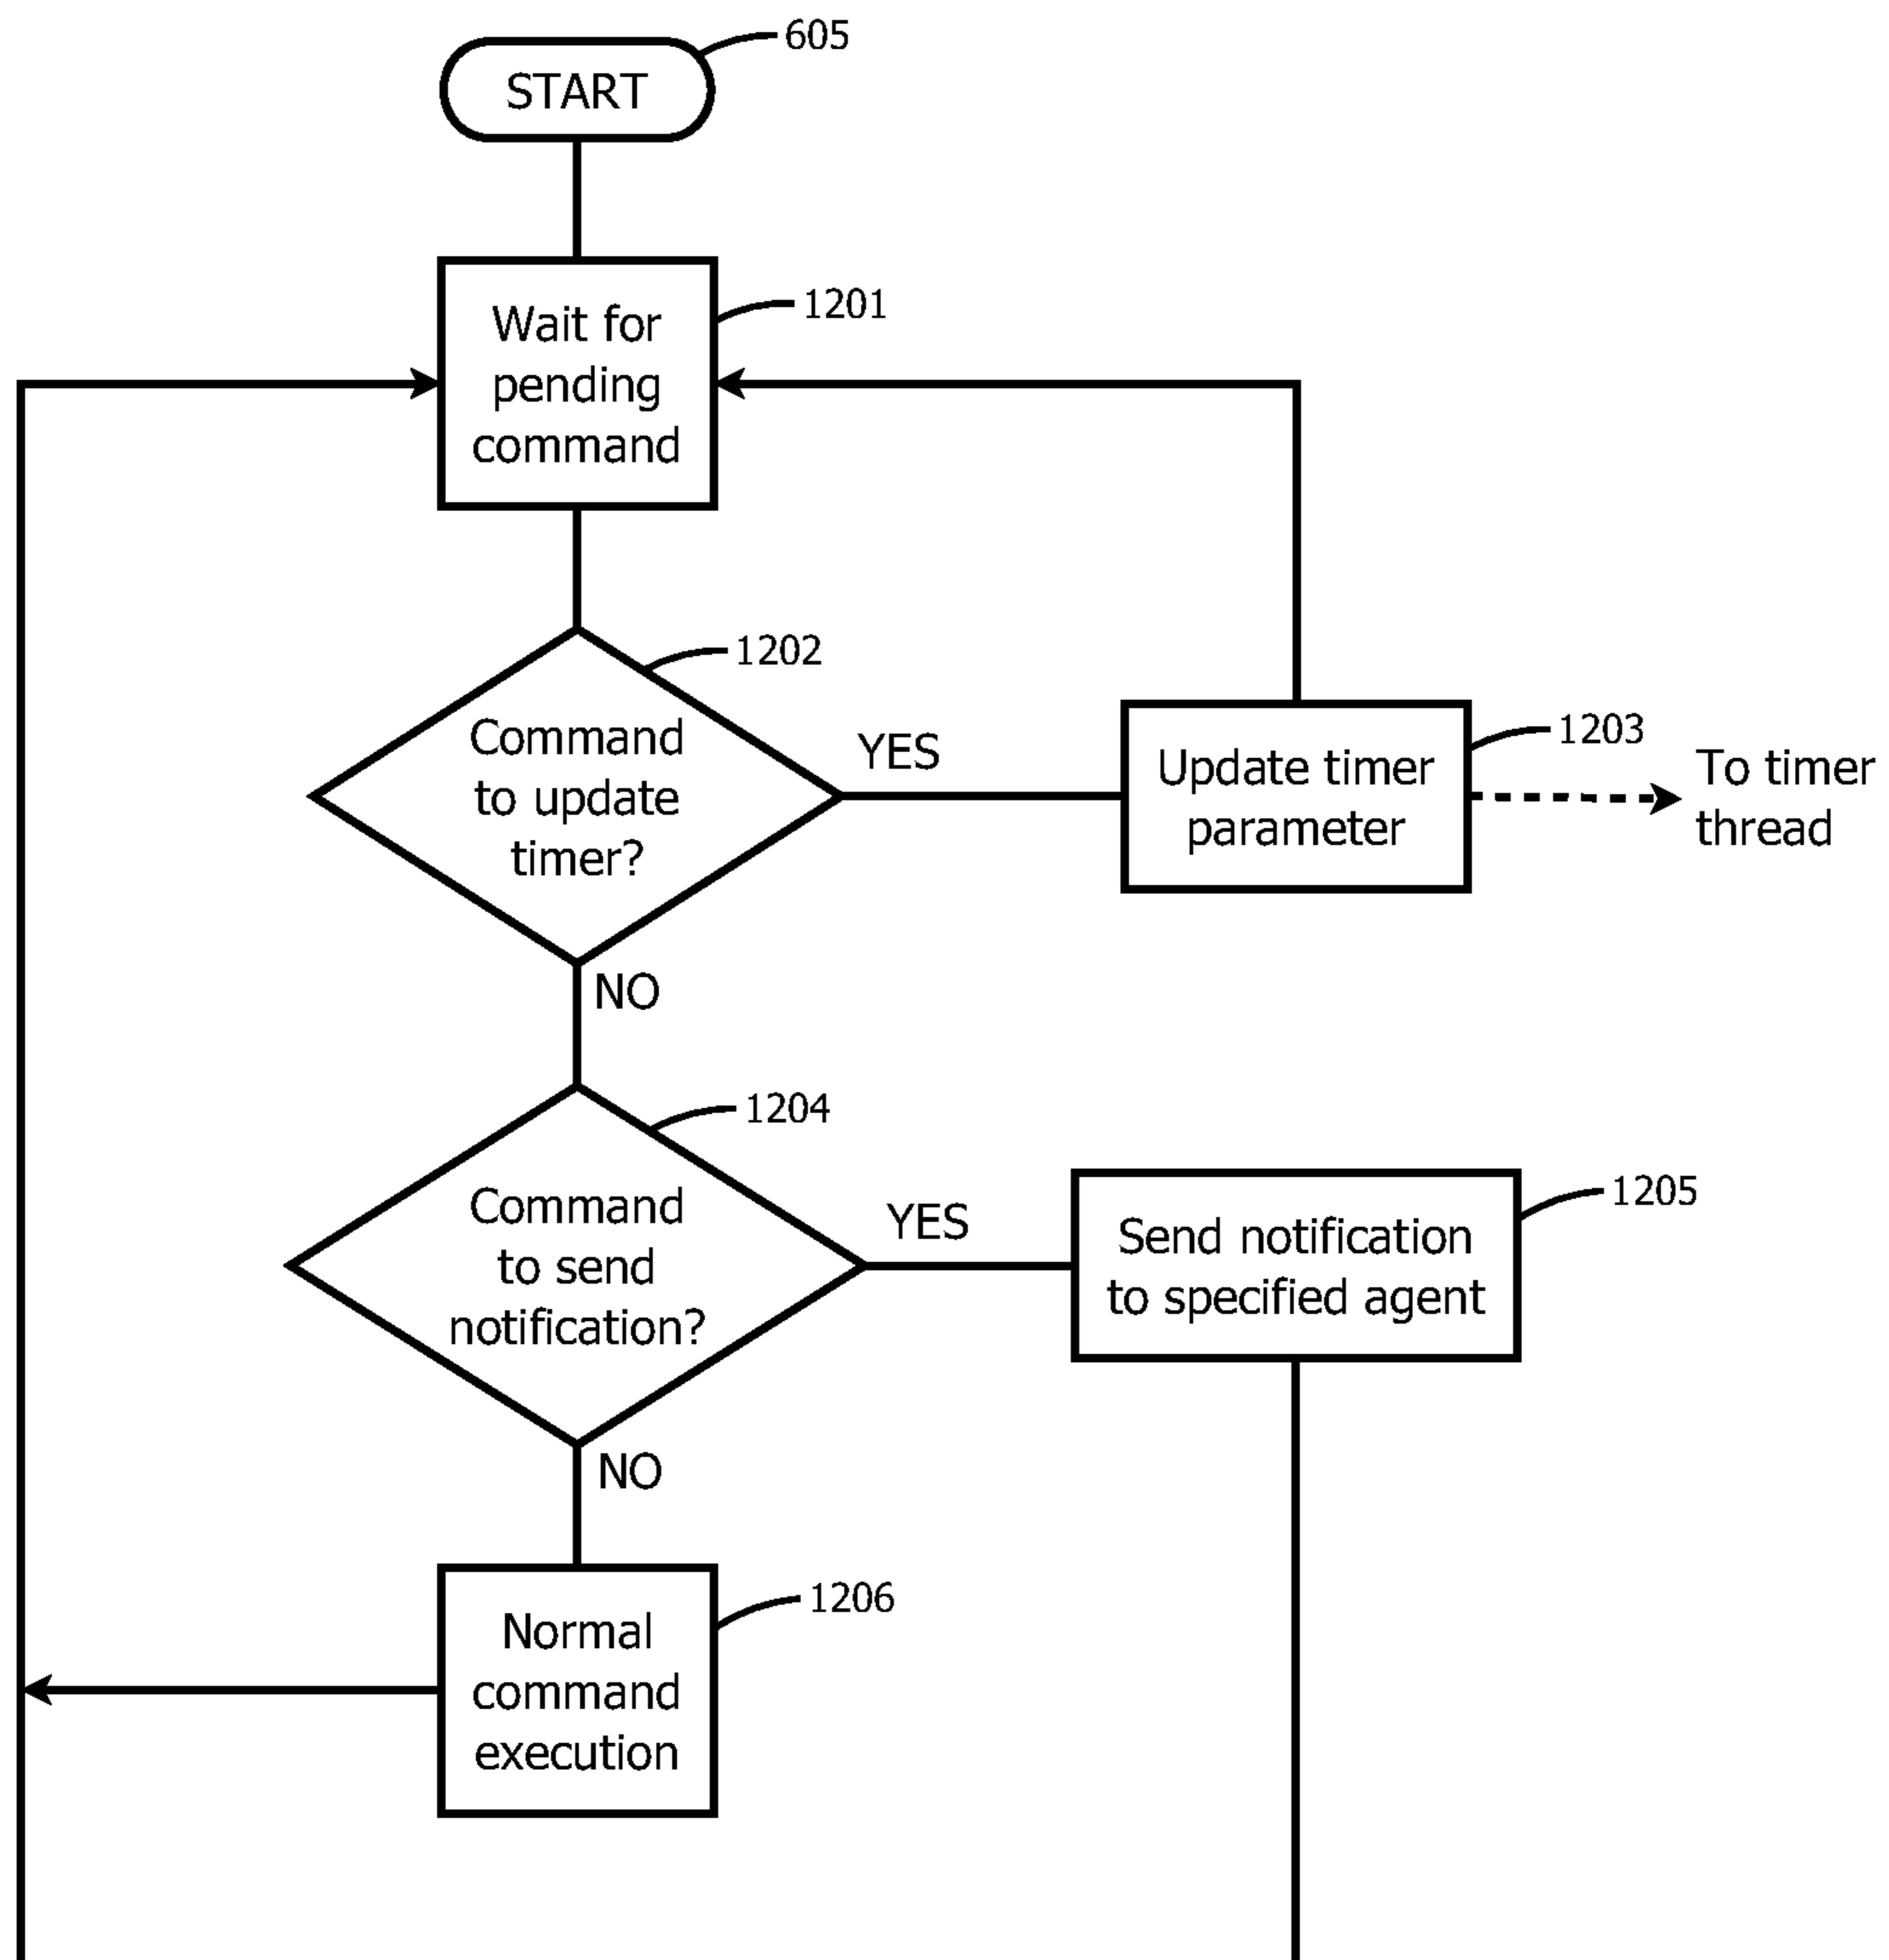 605
START
1201
Wait for
pending
command
1202
Command
to update
timer?
YES
1203
Update timer
parameter
To timer
thread
NO
1204
Command
to send
notification?
YES
1205
Send notification
to specified agent
NO
1206
Normal
command
execution